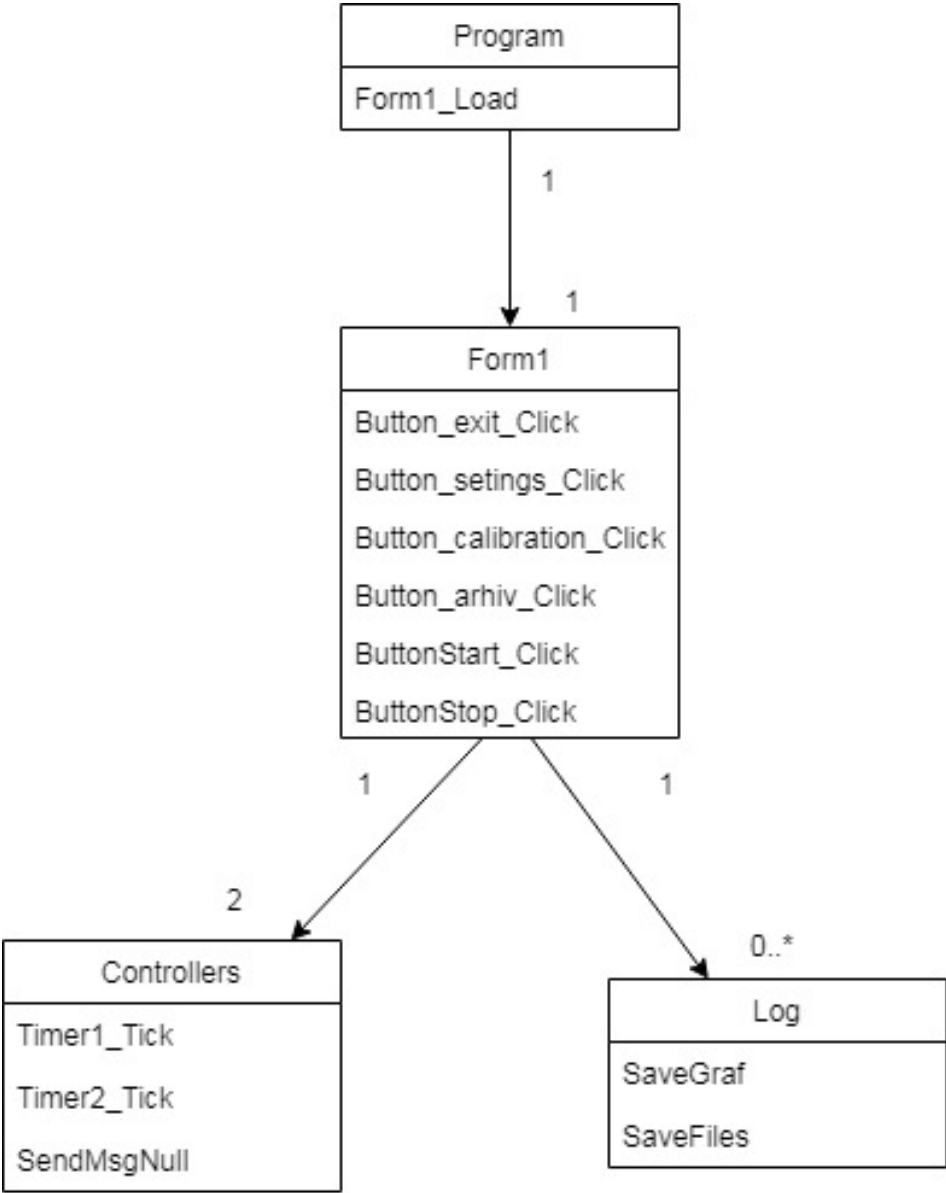 Program
Form1_Load
1
1
Form1
Button_exit_Click
Button_setings_Click
Button_calibration_Click
Button_arhiv_Click
ButtonStart_Click
ButtonStop_Click
1
1
2
0..*
Controllers
Timer1_Tick
Timer2_Tick
SendMsgNull
Log
SaveGraf
SaveFiles